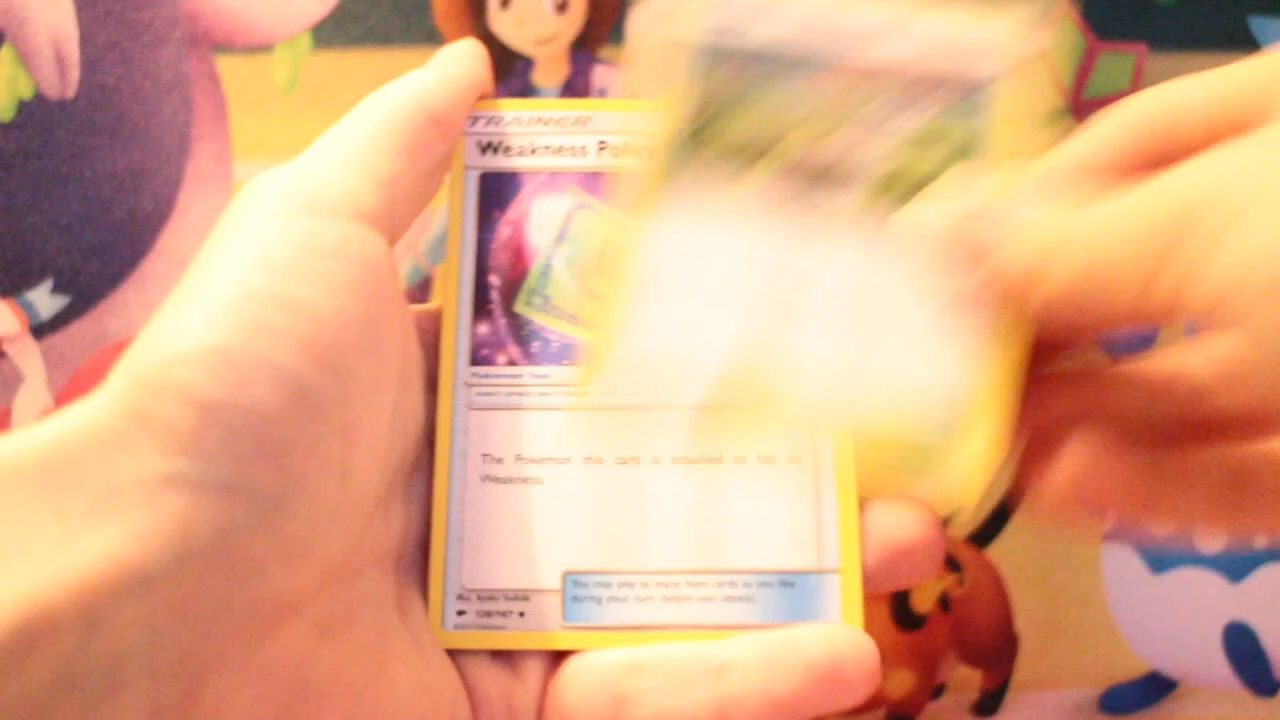 TRAINER
Weakness Policy
Pokémon Tool
The Pokémon this card is attached to has no
Weakness.
You may play as many Item cards as you like
during your turn (before your attack).